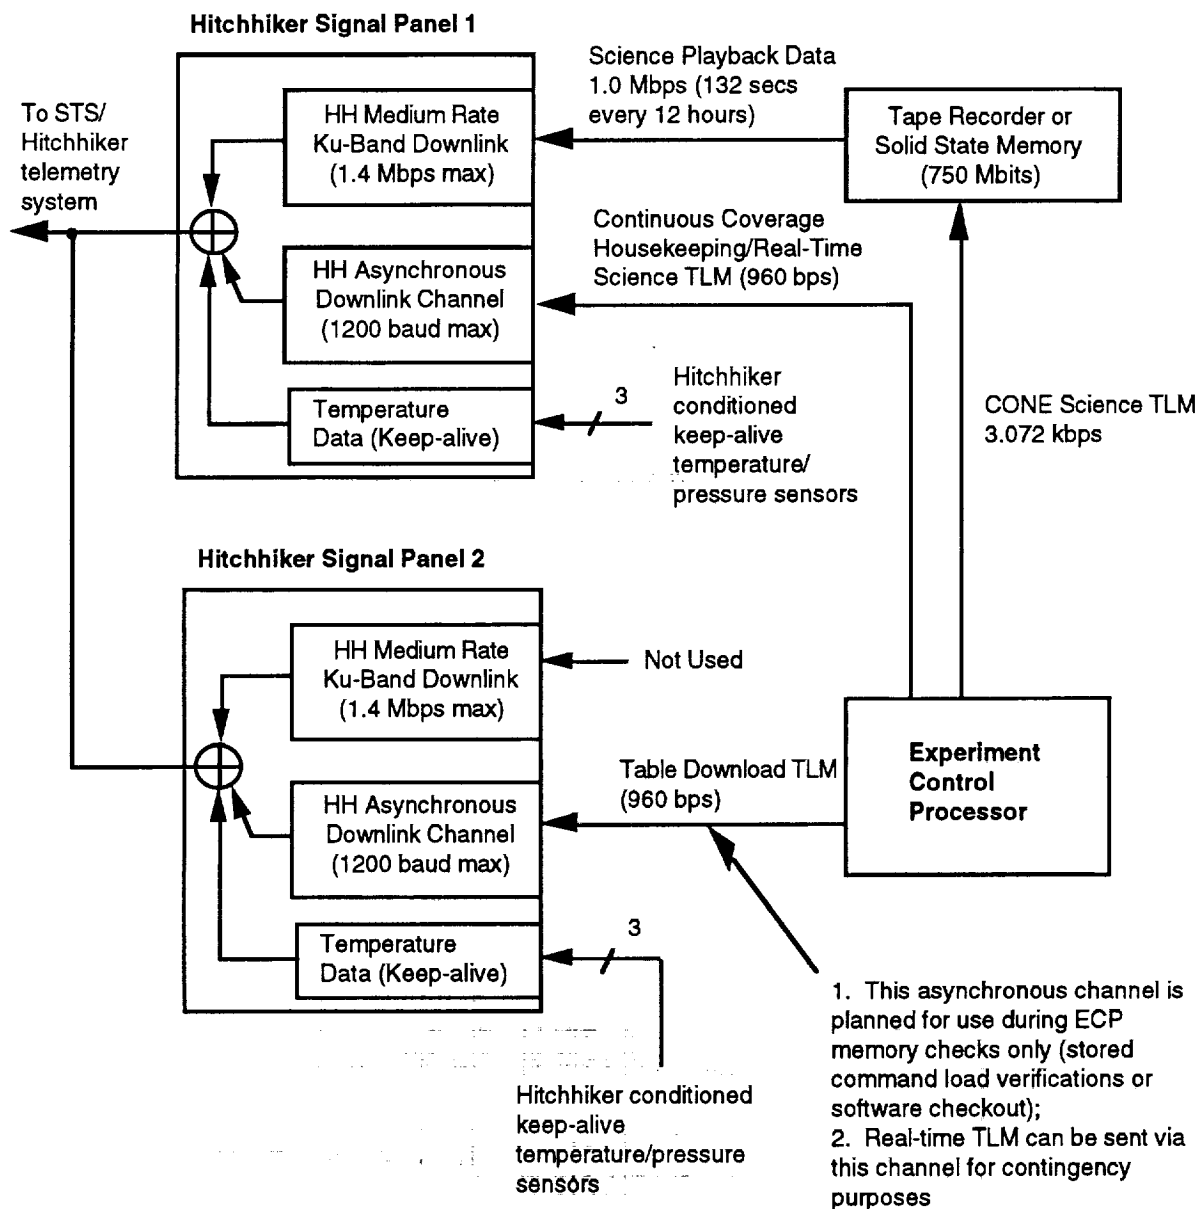 Hitchhiker Signal Panel 1
To STS/
Hitchhiker
telemetry
system
HH Medium Rate
Ku-Band Downlink
(1.4 Mbps max)
HH Asynchronous
Downlink Channel
(1200 baud max)
Temperature
Data (Keep-alive)
Science Playback Data
1.0 Mbps (132 secs
every 12 hours)
Tape Recorder or
Solid State Memory
(750 Mbits)
Continuous Coverage
Housekeeping/Real-Time
Science TLM (960 bps)
3
Hitchhiker
conditioned
keep-alive
temperature/
pressure sensors
CONE Science TLM
3.072 kbps
Hitchhiker Signal Panel 2
HH Medium Rate
Ku-Band Downlink
(1.4 Mbps max)
HH Asynchronous
Downlink Channel
(1200 baud max)
Temperature
Data (Keep-alive)
Not Used
Table Download TLM
(960 bps)
Experiment
Control
Processor
3
Hitchhiker conditioned
keep-alive
temperature/pressure
sensors
1. This asynchronous channel is
planned for use during ECP
memory checks only (stored
command load verifications or
software checkout);
2. Real-time TLM can be sent via
this channel for contingency
purposes